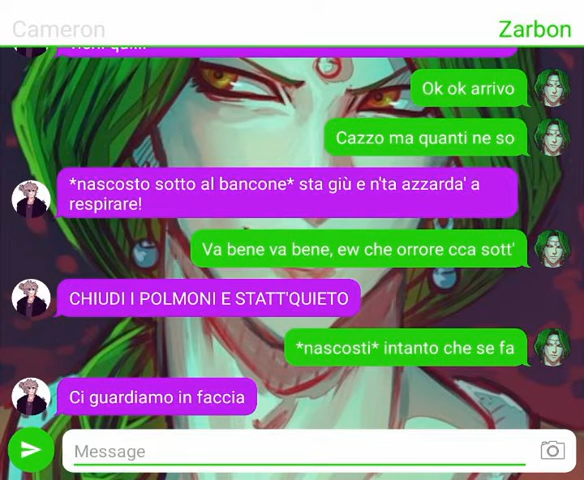 Cameron
Zarbon
Ok ok arrivo
Cazzo ma quanti ne so
*nascosto sotto al bancone* sta giù e n'ta azzarda' a
respirare!
Va bene va bene, ew che orrore cca sott'
CHIUDI I POLMONI E STATT'QUIETO
*nascosti* intanto che se fa
Ci guardiamo in faccia
Message